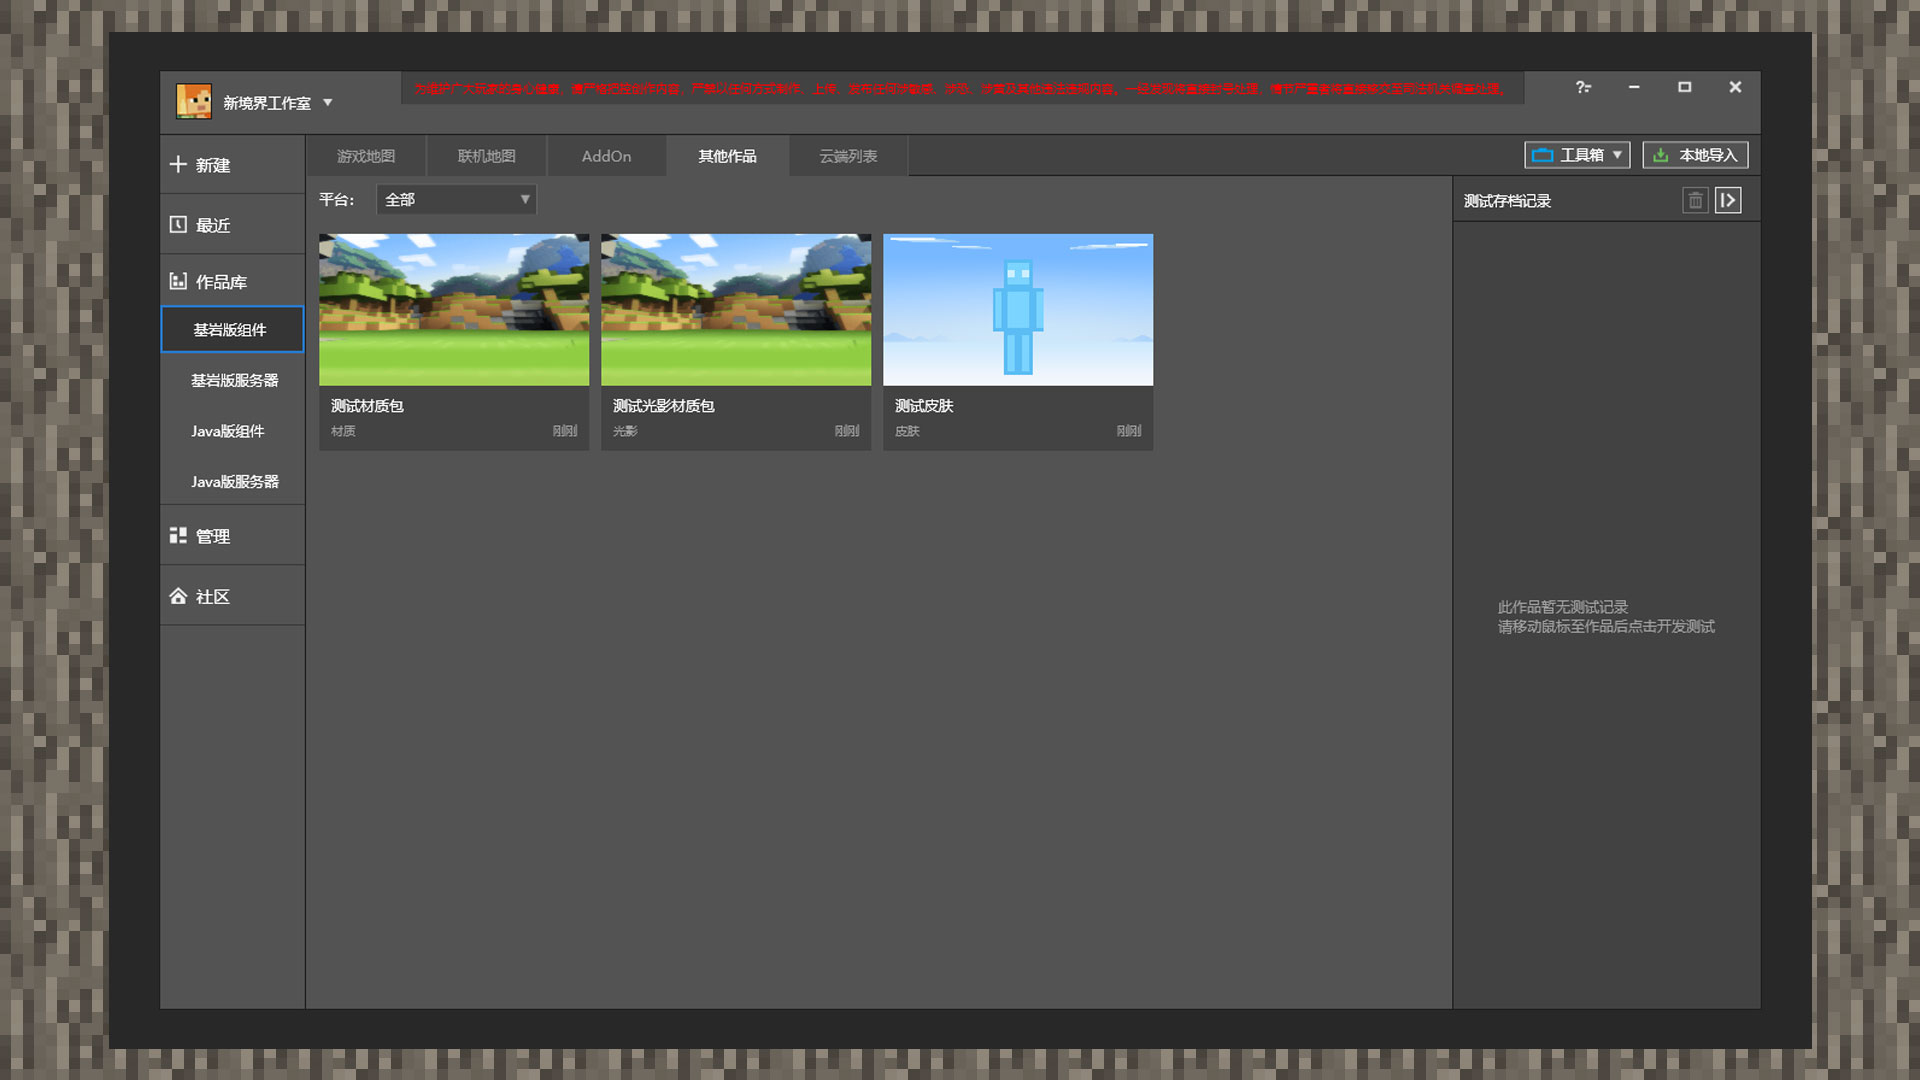 新境界工作室
为维护广大玩家的身心健康，请严格把控创作内容，严禁以任何方式制作、上传、发布任何涉敏感、涉恐、涉黄及其他违法违规内容。一经发现将直接封号处理，情节严重者将直接移交至司法机关缉查处理。
新建
最近
作品库
基岩版组件
基岩版服务器
Java版组件
Java版服务器
管理
社区
游戏地图
联机地图
AddOn
其他作品
云端列表
工具箱
本地导入
平台：
全部
测试材质包
材质 刚刚
测试光影材质包
光影 刚刚
测试皮肤
皮肤 刚刚
测试存档记录
此作品暂无测试记录
请移动鼠标至作品后点击开发测试